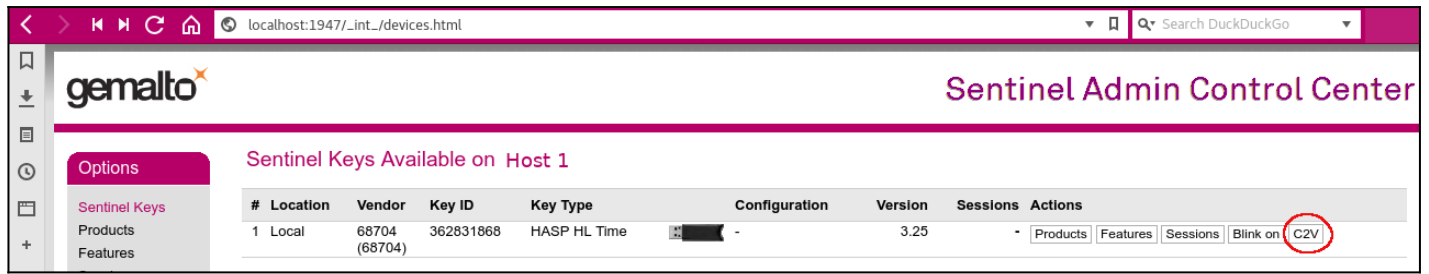 localhost:1947/_int_/devices.html
Search DuckDuckGo
gemalto
Sentinel Admin Control Center
Options
Sentinel Keys Available on Host 1
Sentinel Keys
Products
Features
# Location Vendor Key ID Key Type Configuration Version Sessions Actions
1 Local 68704 362831868 HASP HL Time - 3.25 - Products Features Sessions Blink on C2V
(68704)